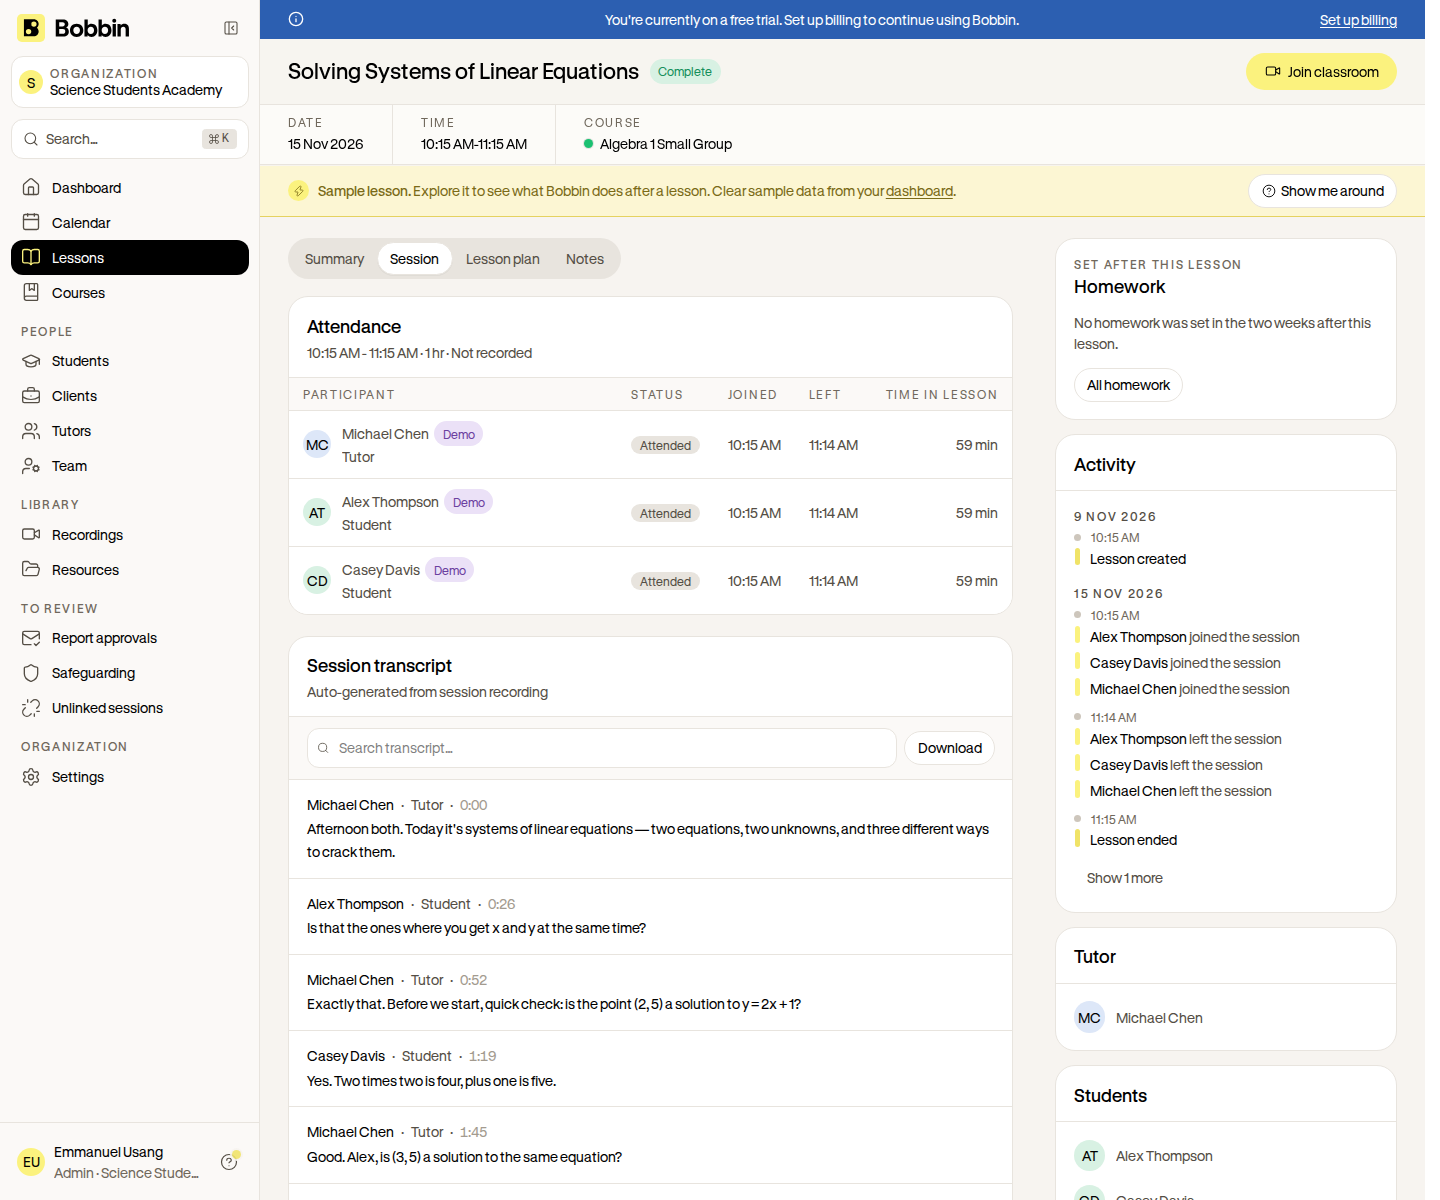 Bobbin
ORGANIZATION
S
Science Students Academy
Search...
⌘K
Dashboard
Calendar
Lessons
Courses
PEOPLE
Students
Clients
Tutors
Team
LIBRARY
Recordings
Resources
TO REVIEW
Report approvals
Safeguarding
Unlinked sessions
ORGANIZATION
Settings
EU
Emmanuel Usang
Admin · Science Stude...
You're currently on a free trial. Set up billing to continue using Bobbin.
Set up billing
Solving Systems of Linear Equations
Complete
Join classroom
DATE
15 Nov 2026
TIME
10:15 AM-11:15 AM
COURSE
Algebra 1 Small Group
Sample lesson. Explore it to see what Bobbin does after a lesson. Clear sample data from your dashboard.
Show me around
Summary
Session
Lesson plan
Notes
Attendance
10:15 AM - 11:15 AM · 1 hr · Not recorded
PARTICIPANT STATUS JOINED LEFT TIME IN LESSON
MC Michael Chen Demo
Tutor
Attended 10:15 AM 11:14 AM 59 min
AT Alex Thompson Demo
Student
Attended 10:15 AM 11:14 AM 59 min
CD Casey Davis Demo
Student
Attended 10:15 AM 11:14 AM 59 min
Session transcript
Auto-generated from session recording
Search transcript...
Download
Michael Chen · Tutor · 0:00
Afternoon both. Today it's systems of linear equations — two equations, two unknowns, and three different ways
to crack them.
Alex Thompson · Student · 0:26
Is that the ones where you get x and y at the same time?
Michael Chen · Tutor · 0:52
Exactly that. Before we start, quick check: is the point (2, 5) a solution to y = 2x + 1?
Casey Davis · Student · 1:19
Yes. Two times two is four, plus one is five.
Michael Chen · Tutor · 1:45
Good. Alex, is (3, 5) a solution to the same equation?
SET AFTER THIS LESSON
Homework
No homework was set in the two weeks after this
lesson.
All homework
Activity
9 NOV 2026
10:15 AM
Lesson created
15 NOV 2026
10:15 AM
Alex Thompson joined the session
Casey Davis joined the session
Michael Chen joined the session
11:14 AM
Alex Thompson left the session
Casey Davis left the session
Michael Chen left the session
11:15 AM
Lesson ended
Show 1 more
Tutor
MC Michael Chen
Students
AT Alex Thompson
CD Casey Davis